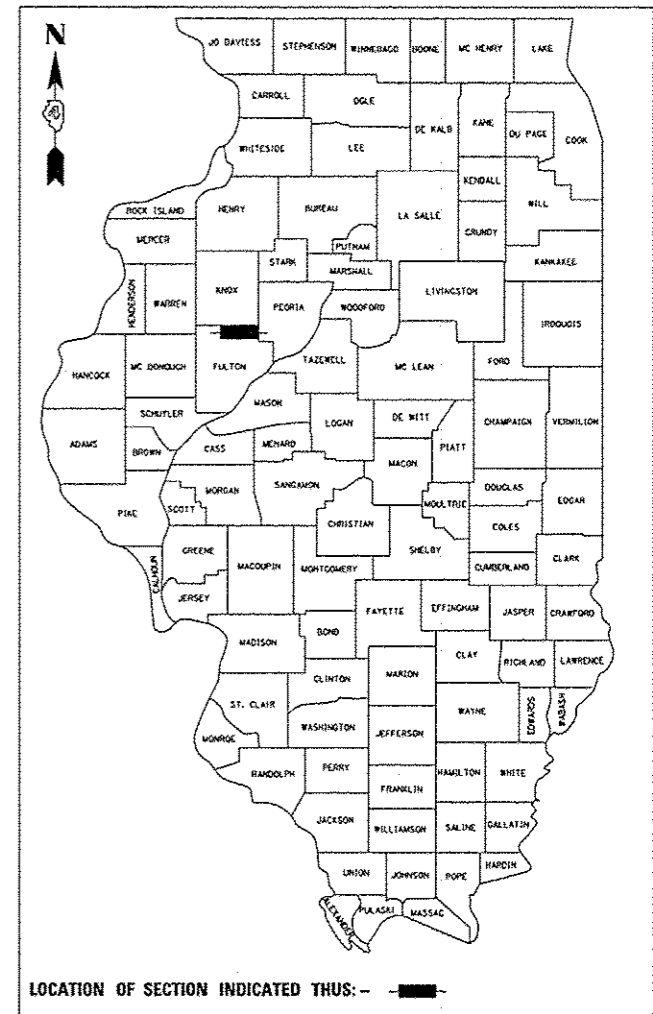 N
JO DAVIESS STEPHENSON WINNEBAGO BOONE MC HENRY LAKE
CARROLL OGLE DE KALB KANE DU PAGE COOK
WHITESIDE LEE
KENDALL WILL
ROCK ISLAND HENRY BUREAU LA SALLE GRUNDY
MERCER PUTNAM
STARK MARSHALL KANKAKEE
HENDERSON WARREN KNOX PEORIA WOODFORD LIVINGSTON IROQUOIS
HANCOCK MC DONOUGH FULTON TAZEWELL MC LEAN FORD
SCHUYLER MASON LOGAN DE WITT CHAMPAIGN VERMILION
ADAMS BROWN CASS MENARD MACON PIATT
PIKE SCOTT MORGAN SANGAMON CHRISTIAN MOULTRIE DOUGLAS EDGAR
COLES
CALHOUN GREENE MACOUPIN MONTGOMERY SHELBY CUMBERLAND CLARK
JERSEY FAYETTE EFFINGHAM JASPER CRAWFORD
MADISON BOND CLAY RICHLAND LAWRENCE
CLINTON MARION
ST. CLAIR WAYNE EDWARDS WABASH
MONROE WASHINGTON JEFFERSON
RANDOLPH PERRY HAMILTON WHITE
FRANKLIN
JACKSON WILLIAMSON SALINE GALLATIN
UNION JOHNSON POPE HARDIN
ALEXANDER PULASKI MASSAC
LOCATION OF SECTION INDICATED THUS: -